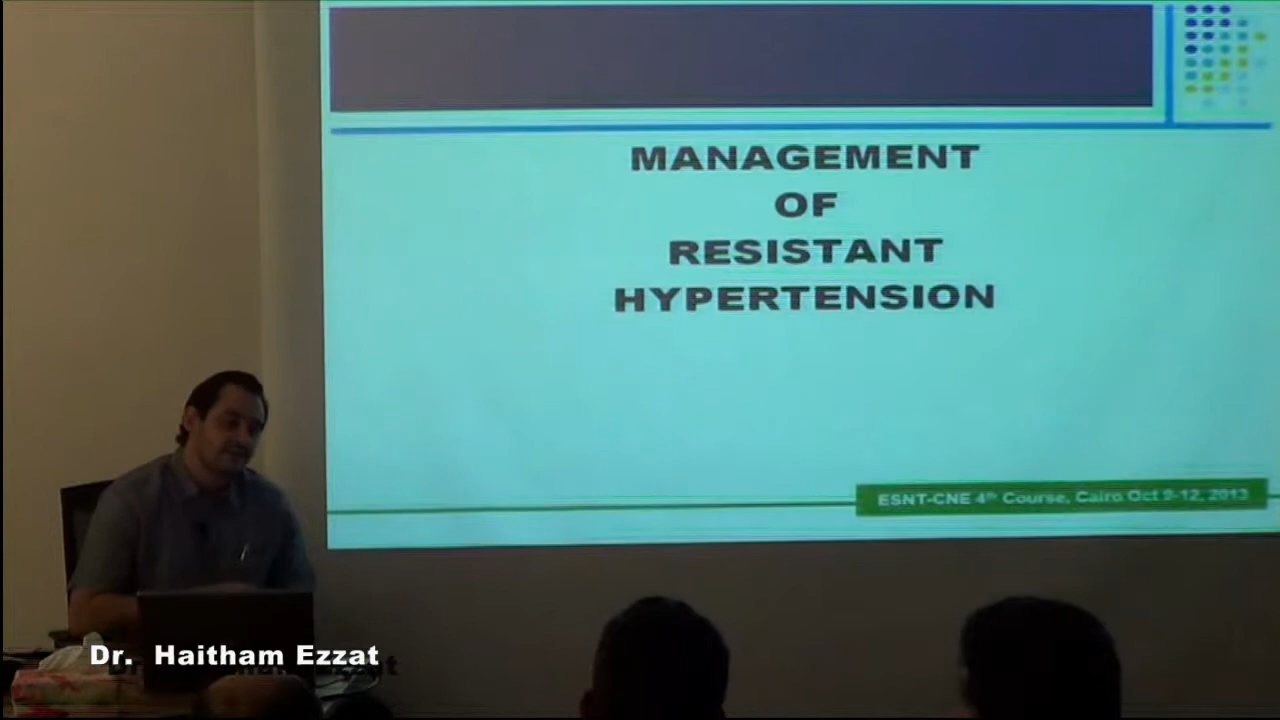 MANAGEMENT
OF
RESISTANT
HYPERTENSION
ESNT-CNE 4th Course, Cairo Oct 9-12, 2013
Dr. Haitham Ezzat